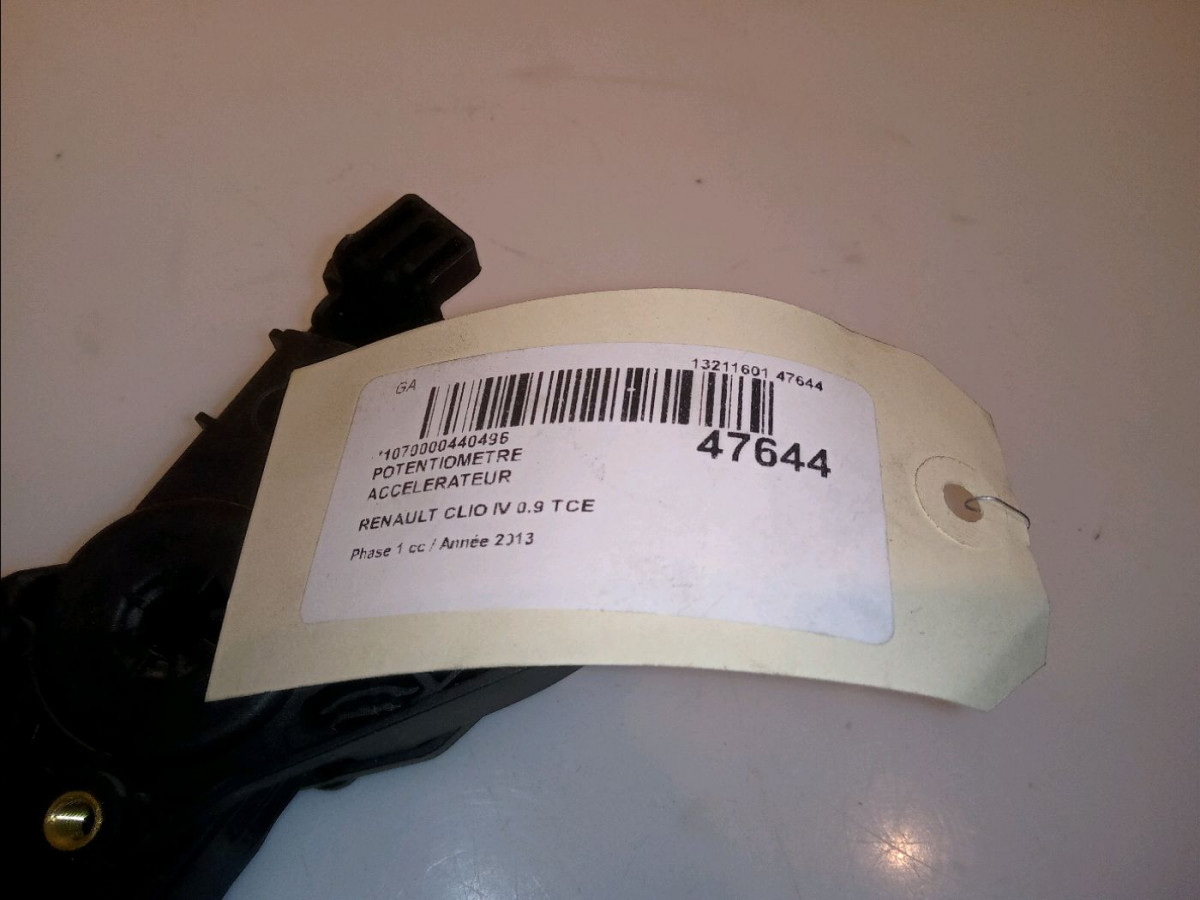 GA
13211601 47644
*1070000440496
47644
POTENTIOMETRE
ACCELERATEUR
RENAULT CLIO IV 0.9 TCE
Phase 1 cc / Année 2013